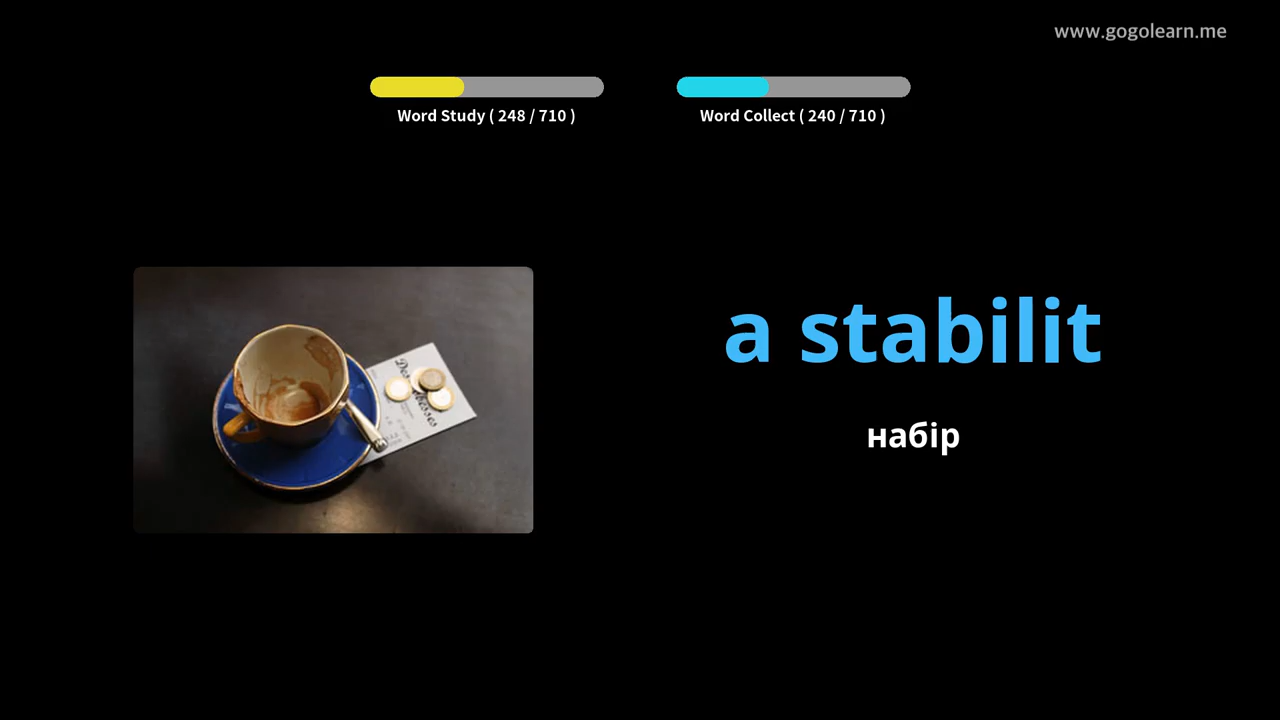 www.gogolearn.me
Word Study ( 248 / 710 )
Word Collect ( 240 / 710 )
a stabilit
набір